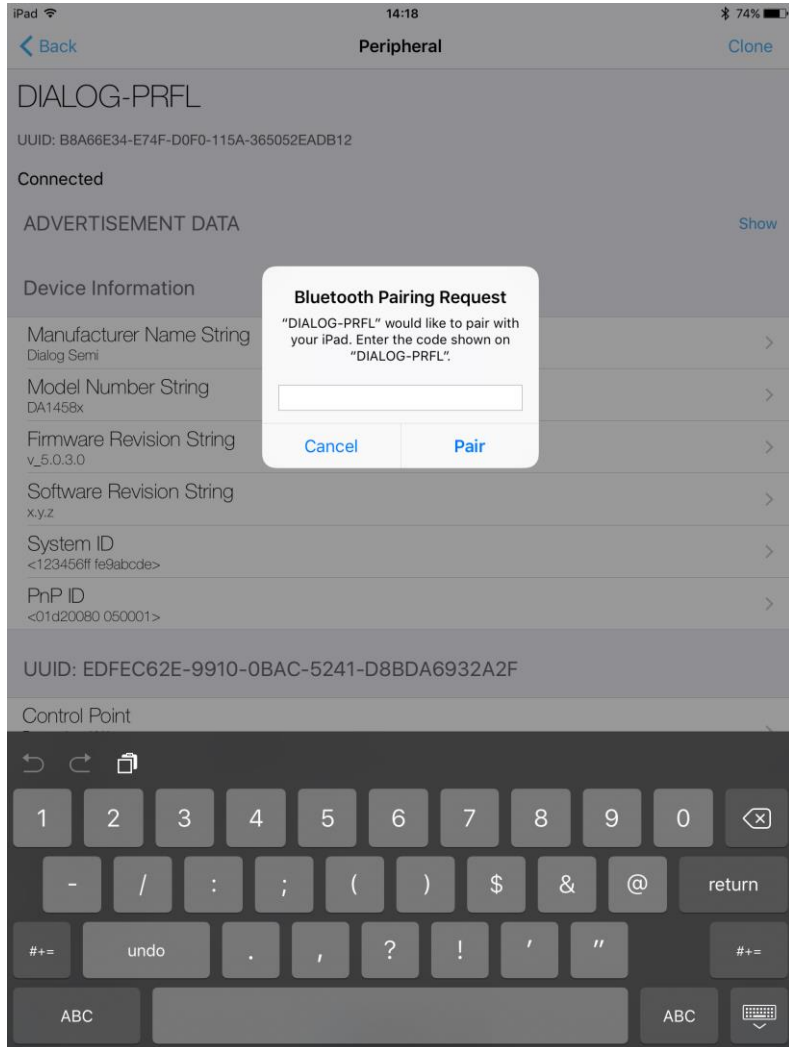 iPad 14:18 74%
Back Peripheral Clone
DIALOG-PRFL
UUID: B8A66E34-E74F-D0F0-115A-365052EADB12
Connected
ADVERTISEMENT DATA Show
Device Information
Manufacturer Name String
Dialog Semi
Model Number String
DA1458x
Firmware Revision String
v_5.0.3.0
Software Revision String
x.y.z
System ID
<123456ff fe9abcde>
PnP ID
<01d20080 050001>
UUID: EDFEC62E-9910-0BAC-5241-D8BDA6932A2F
Control Point
Bluetooth Pairing Request
“DIALOG-PRFL” would like to pair with
your iPad. Enter the code shown on
“DIALOG-PRFL”.
Cancel Pair
1 2 3 4 5 6 7 8 9 0
- / : ; ( ) $ & @ return
#+= undo . , ? ! ' " #+=
ABC ABC